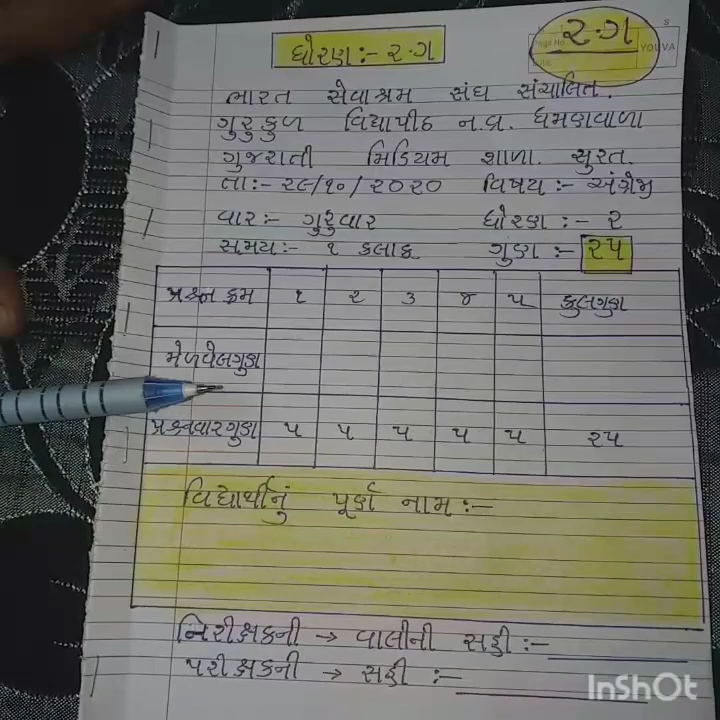 ૨.ગ
ધોરણ:- ૨.ગ
YOUVA
ભારત સેવાશ્રમ સંઘ સંચાલિત.
ગુરુકુળ વિદ્યાપીઠ ન.વ. ધમણવાળા
ગુજરાતી મિડિયમ શાળા. સુરત.
તા:- ૨૯/૧૦/૨૦૨૦ વિષય:- અંગ્રેજી
વાર:- ગુરુવાર ધોરણ:- ૨
સમય:- ૧ કલાક ગુણ:- ૨૫
પ્રશ્ન ક્રમ ૧ ૨ ૩ ૪ ૫ કુલગુણ
મેળવેલગુણ
પ્રશ્નવારગુણ ૫ ૫ ૫ ૫ ૫ ૨૫
વિદ્યાર્થીનું પૂર્ણ નામ:-
નિરીક્ષકની → વાલીની સહી:-
પરીક્ષકની → સહી:-
InShOt